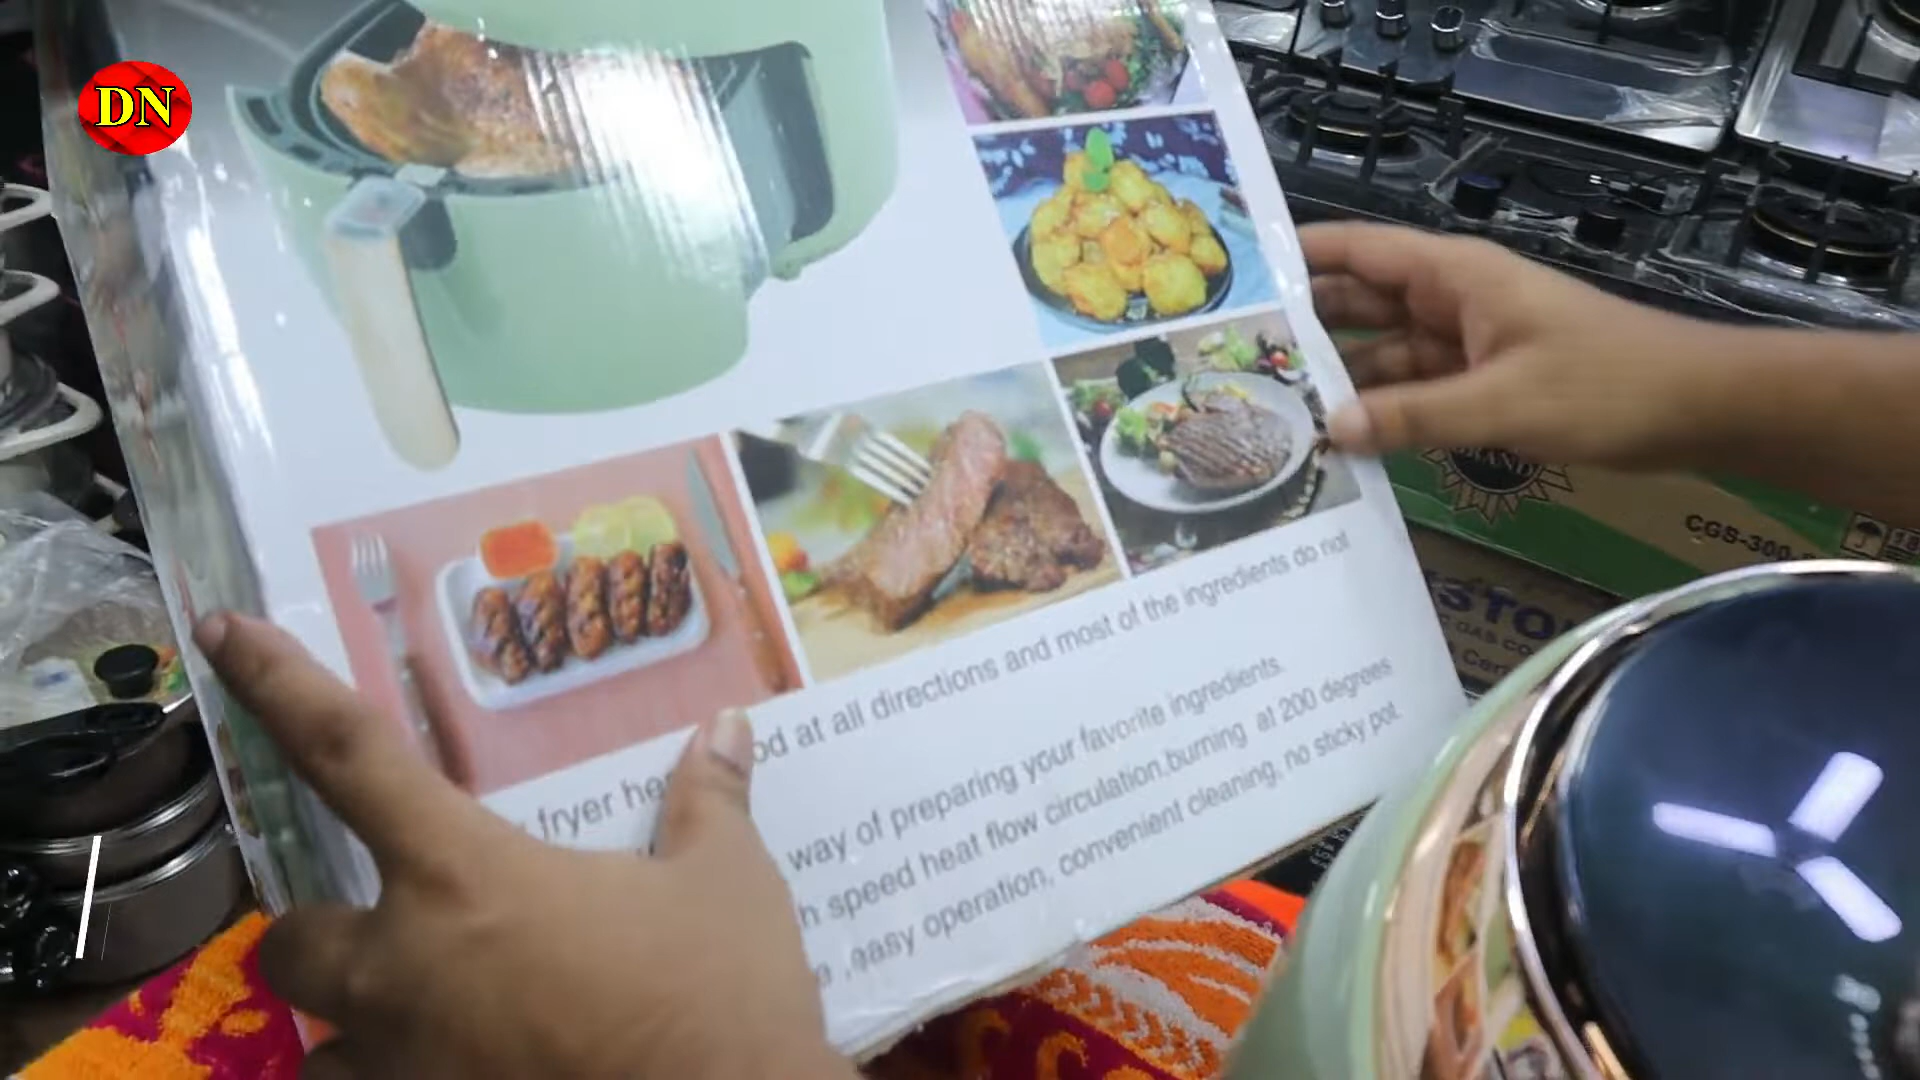 DN
BRAND
CGS-300-
fryer he
od at all directions and most of the ingredients do not
way of preparing your favorite ingredients.
h speed heat flow circulation,burning at 200 degrees
,easy operation, convenient cleaning, no sticky pot